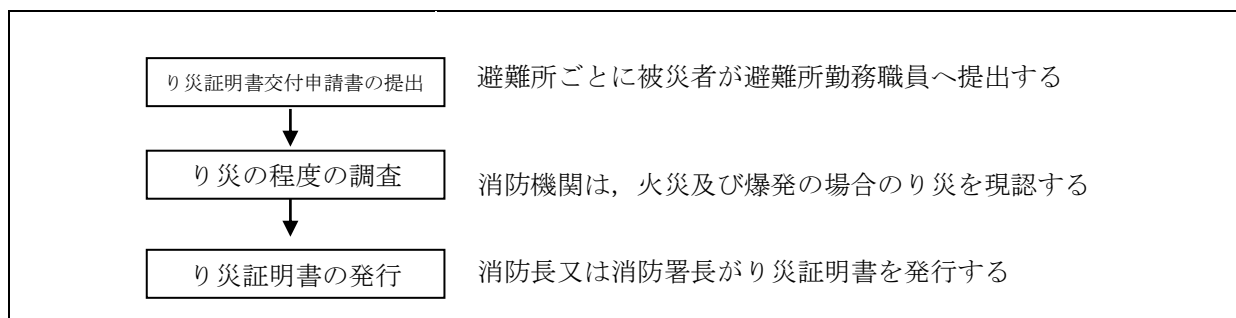 り災証明書交付申請書の提出
避難所ごとに被災者が避難所勤務職員へ提出する
り災の程度の調査
消防機関は，火災及び爆発の場合のり災を現認する
り災証明書の発行
消防長又は消防署長がり災証明書を発行する